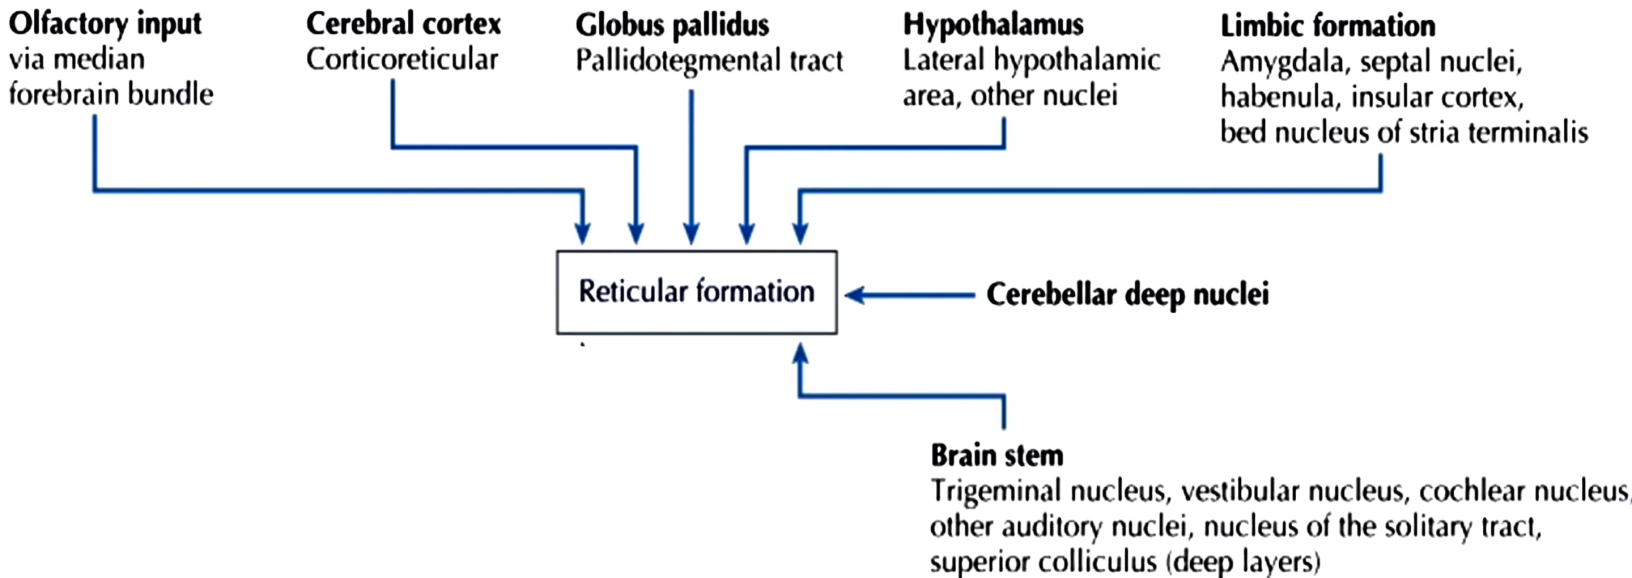 Olfactory input
via median
forebrain bundle
Cerebral cortex
Corticoreticular
Globus pallidus
Pallidotegmental tract
Hypothalamus
Lateral hypothalamic
area, other nuclei
Limbic formation
Amygdala, septal nuclei,
habenula, insular cortex,
bed nucleus of stria terminalis
Reticular formation
Cerebellar deep nuclei
Brain stem
Trigeminal nucleus, vestibular nucleus, cochlear nucleus,
other auditory nuclei, nucleus of the solitary tract,
superior colliculus (deep layers)